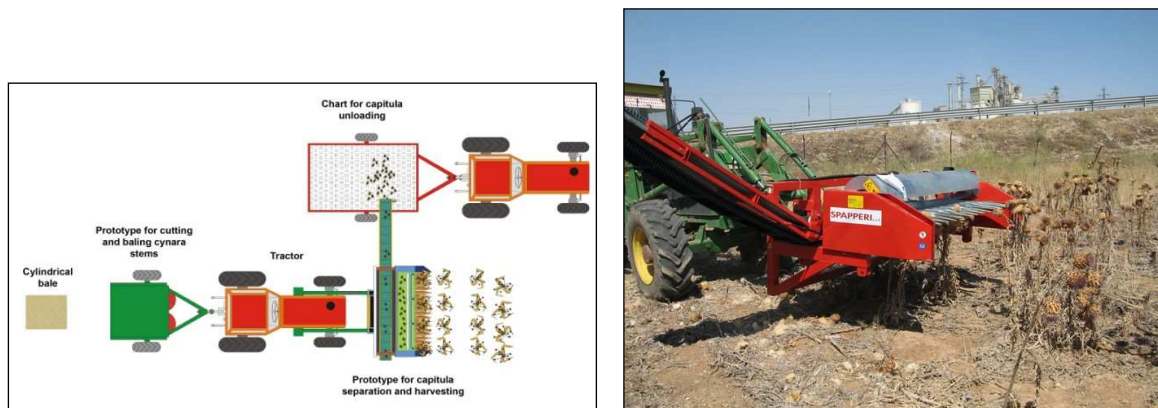 Chart for capitula
unloading
Prototype for cutting
and baling cynara
stems
Tractor
Cylindrical
bale
Prototype for capitula
separation and harvesting
SPAPPERI